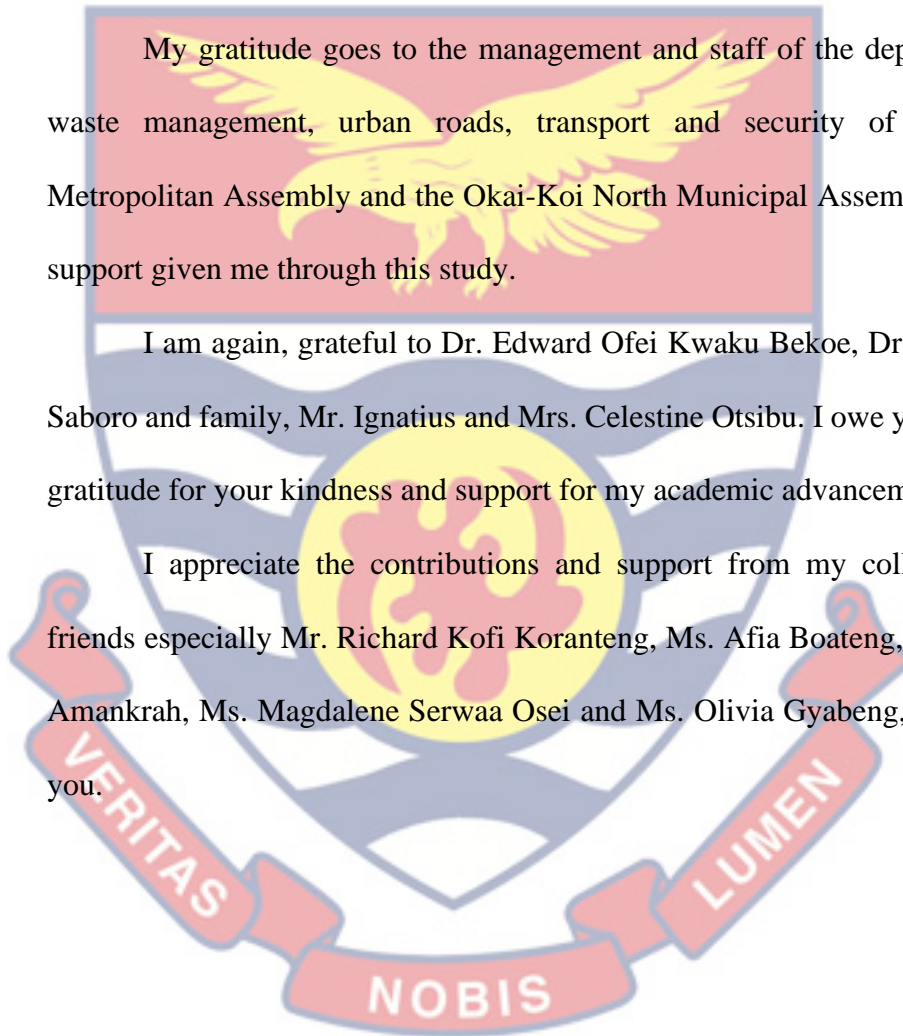 My gratitude goes to the management and staff of the dep
waste management, urban roads, transport and security of
Metropolitan Assembly and the Okai-Koi North Municipal Assem
support given me through this study.
I am again, grateful to Dr. Edward Ofei Kwaku Bekoe, Dr
Saboro and family, Mr. Ignatius and Mrs. Celestine Otsibu. I owe y
gratitude for your kindness and support for my academic advancem
I appreciate the contributions and support from my coll
friends especially Mr. Richard Kofi Koranteng, Ms. Afia Boateng,
Amankrah, Ms. Magdalene Serwaa Osei and Ms. Olivia Gyabeng,
you.
VERITAS
NOBIS
LUMEN